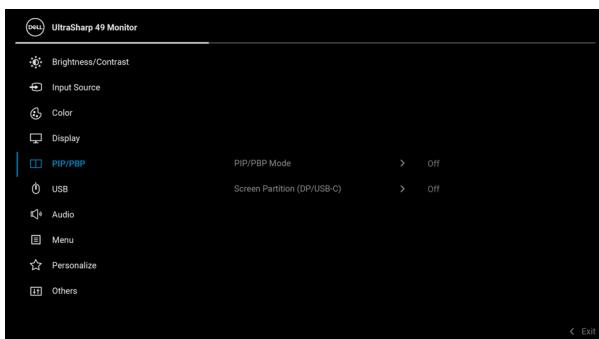 DELL UltraSharp 49 Monitor
Brightness/Contrast
Input Source
Color
Display
PIP/PBP PIP/PBP Mode Off
USB Screen Partition (DP/USB-C) Off
Audio
Menu
Personalize
Others
Exit